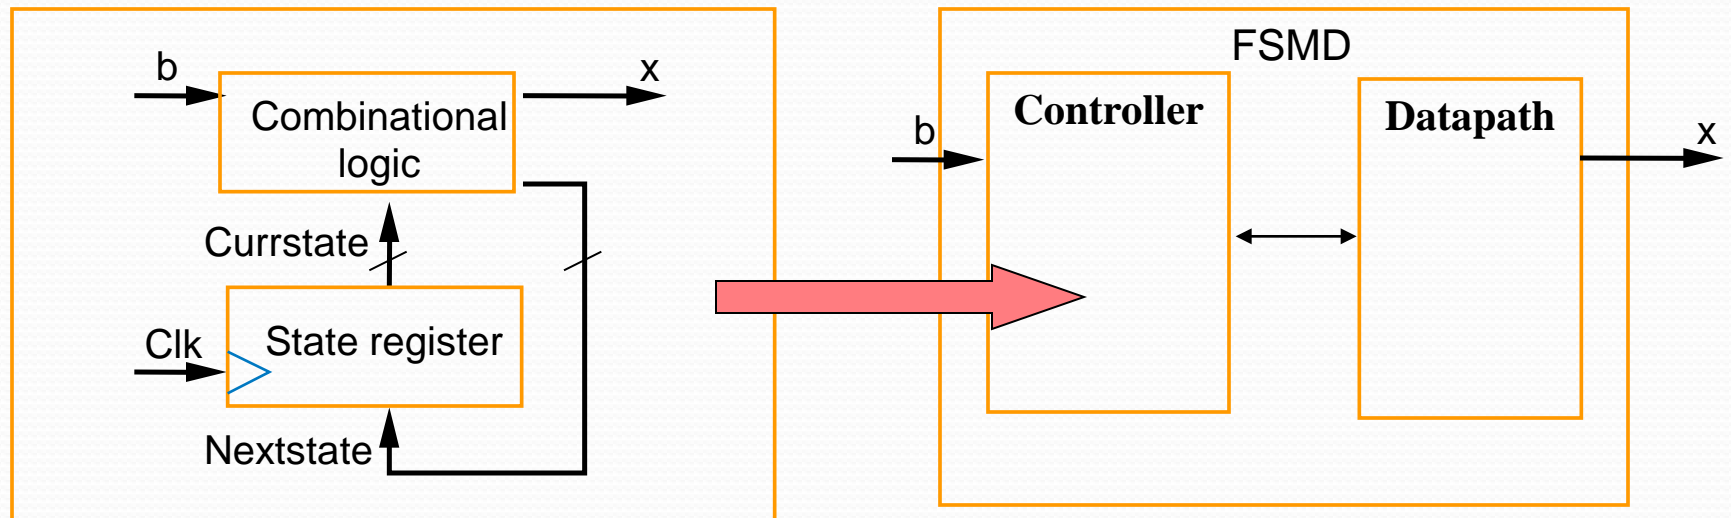 b
x
Combinational
logic
Currstate
Clk
State register
Nextstate
FSMD
Controller
Datapath
b
x